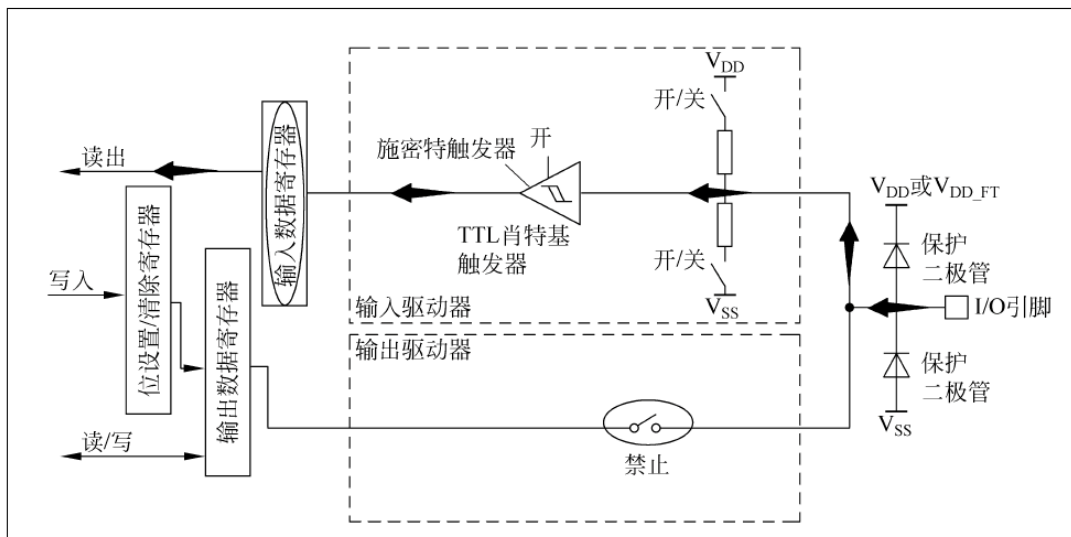 V_DD
开/关
开
施密特触发器
读出
输入数据寄存器
V_DD或V_DD_FT
位设置/清除寄存器
TTL肖特基
触发器
保护
二极管
写入
输出数据寄存器
开/关
V_SS
输入驱动器
I/O引脚
输出驱动器
保护
二极管
V_SS
读/写
禁止